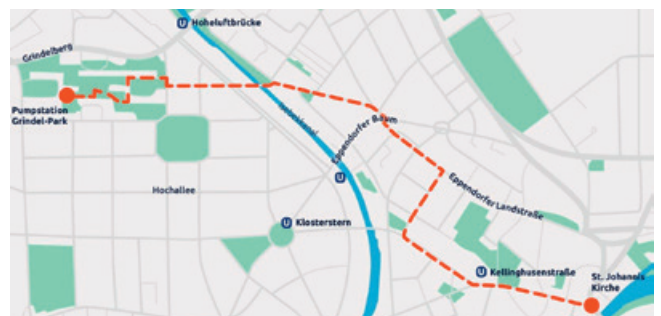 U Hoheluftbrücke
Grindelberg
Pumpstation
Grindel-Park
Isebekkanal
Eppendorfer Baum
U
Hochallee
Eppendorfer Landstraße
U Klosterstern
U Kellinghusenstraße
St. Johannis
Kirche